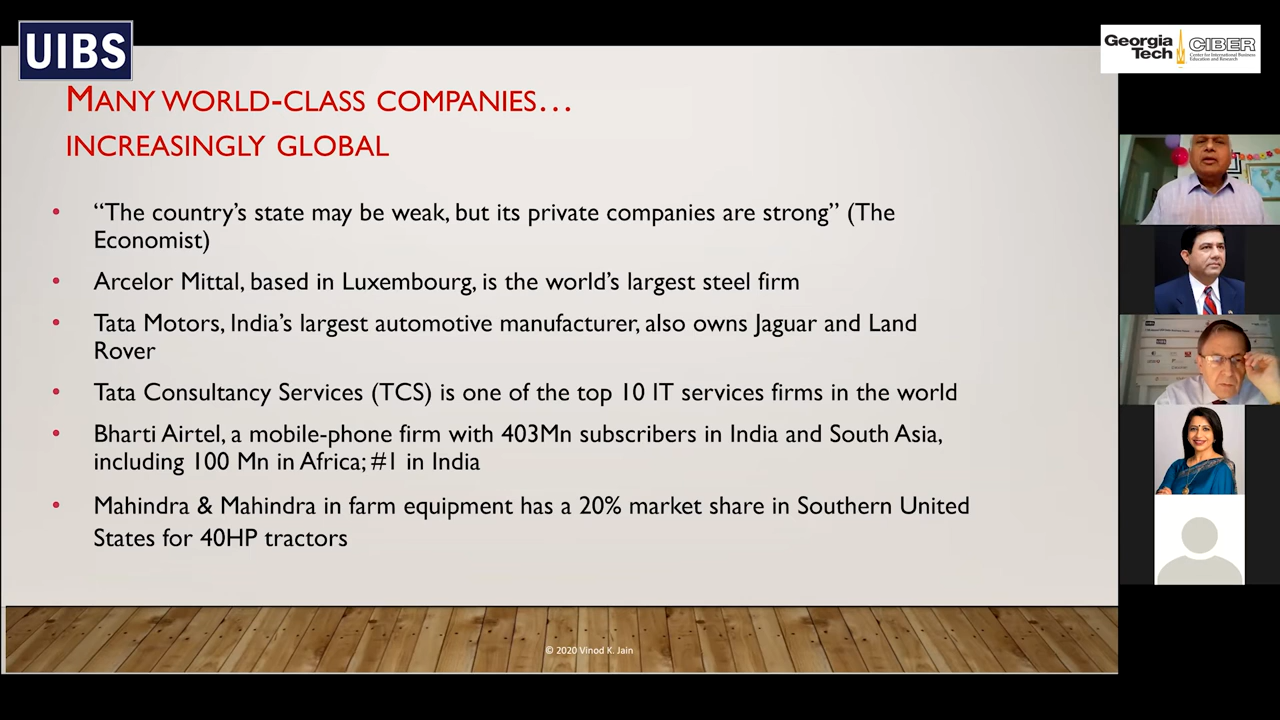 UIBS
Georgia
Tech
CIBER
Center for International Business
Education and Research
MANY WORLD-CLASS COMPANIES…
INCREASINGLY GLOBAL
• “The country’s state may be weak, but its private companies are strong” (The
Economist)
• Arcelor Mittal, based in Luxembourg, is the world’s largest steel firm
• Tata Motors, India’s largest automotive manufacturer, also owns Jaguar and Land
Rover
• Tata Consultancy Services (TCS) is one of the top 10 IT services firms in the world
• Bharti Airtel, a mobile-phone firm with 403Mn subscribers in India and South Asia,
including 100 Mn in Africa; #1 in India
• Mahindra & Mahindra in farm equipment has a 20% market share in Southern United
States for 40HP tractors
© 2020 Vinod K. Jain